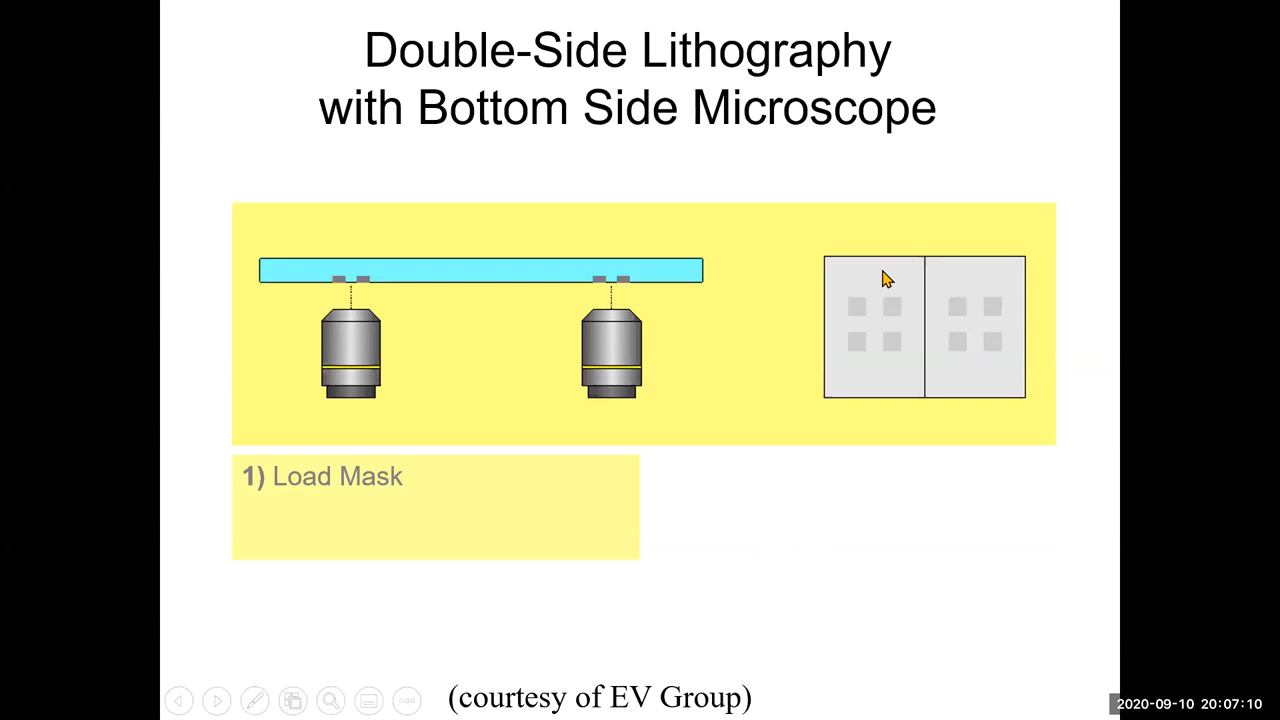 Double-Side Lithography
with Bottom Side Microscope
1) Load Mask
(courtesy of EV Group)
2020-09-10 20:07:10